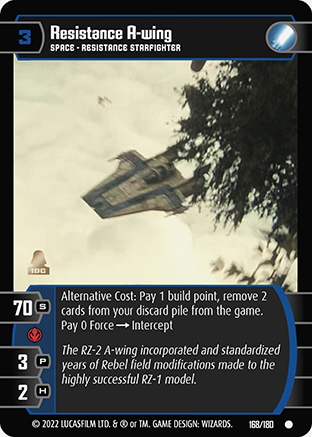 3
Resistance A-wing
SPACE - RESISTANCE STARFIGHTER
IDC
70 S
Alternative Cost: Pay 1 build point, remove 2
cards from your discard pile from the game.
Pay 0 Force → Intercept
3 P
The RZ-2 A-wing incorporated and standardized
years of Rebel field modifications made to the
2 H
highly successful RZ-1 model.
© 2022 LUCASFILM LTD. & ® or TM. GAME DESIGN: WIZARDS. 168/180